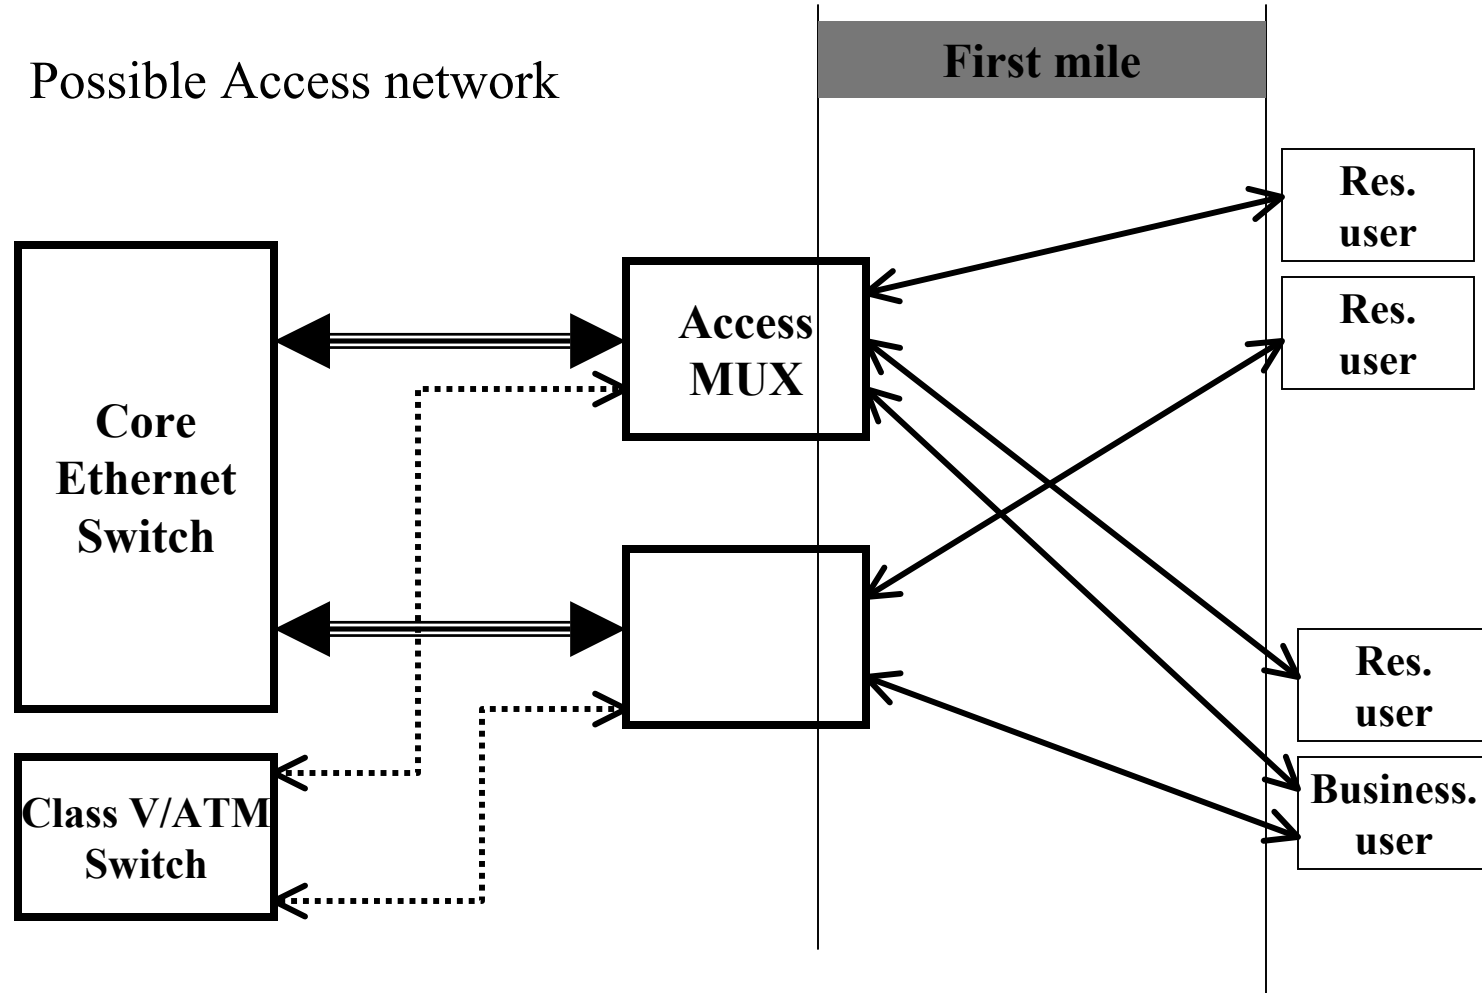 Possible Access network
First mile
Res.
user
Res.
user
Access
MUX
Core
Ethernet
Switch
Res.
user
Class V/ATM
Switch
Business.
user